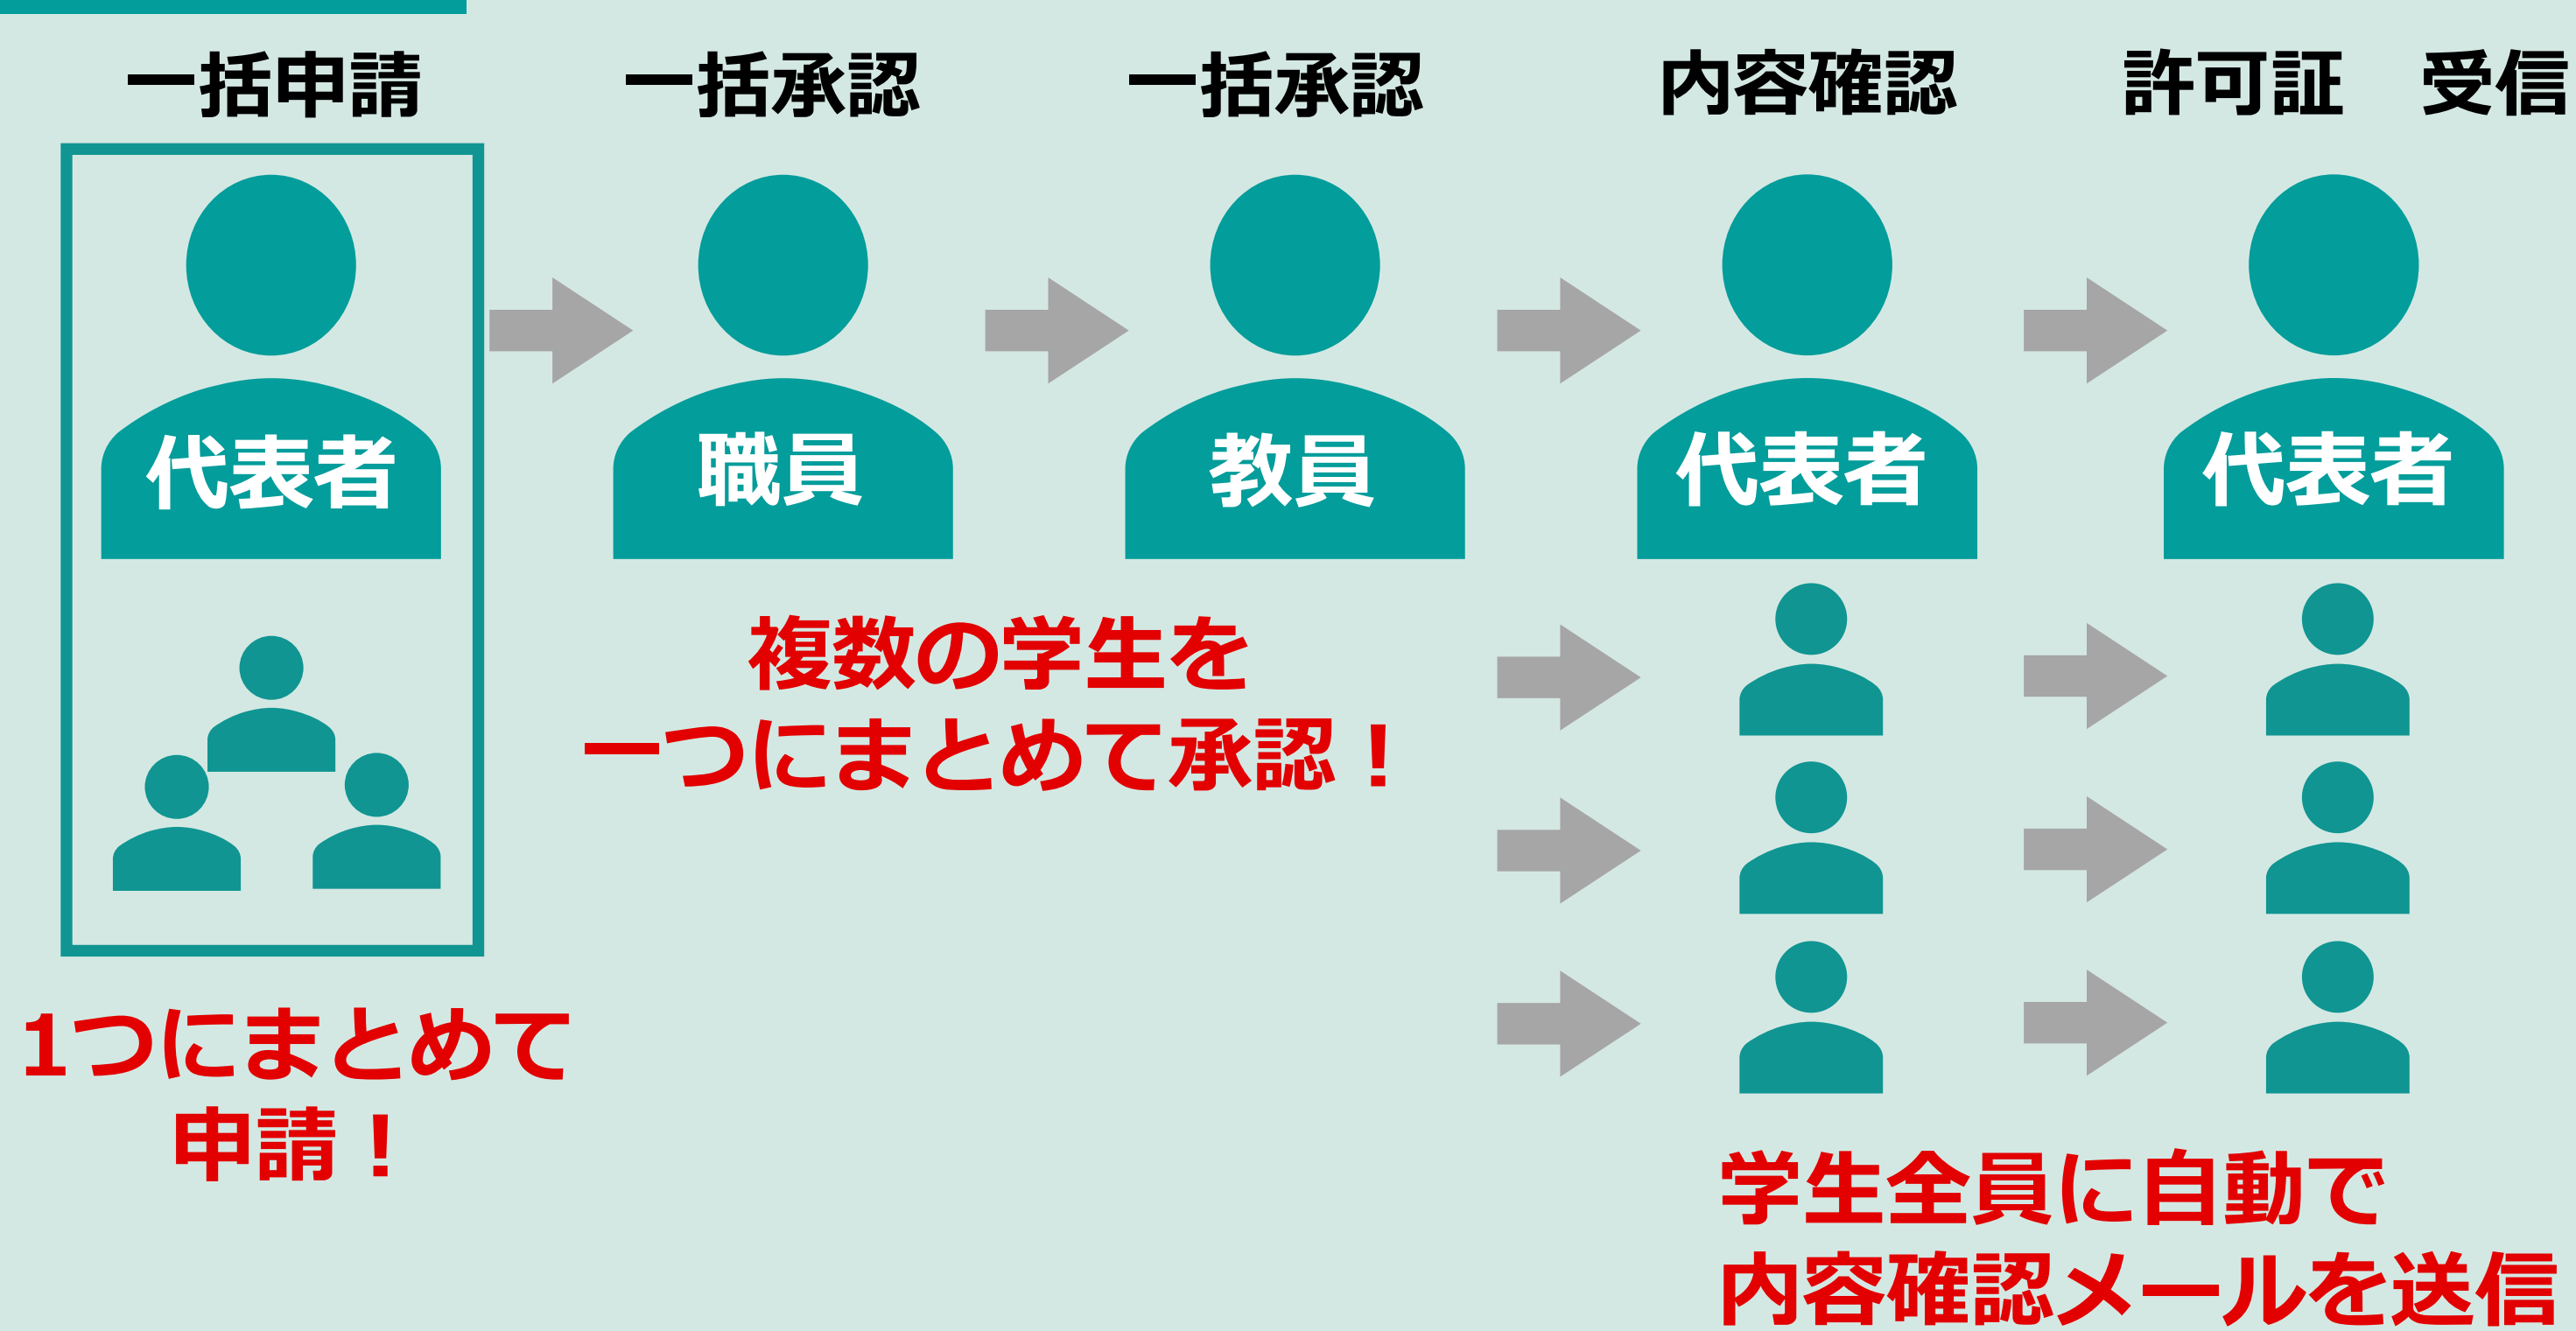 一括申請
一括承認
一括承認
内容確認
許可証　受信
代表者
職員
教員
代表者
代表者
複数の学生を
一つにまとめて承認！
1つにまとめて
申請！
学生全員に自動で
内容確認メールを送信